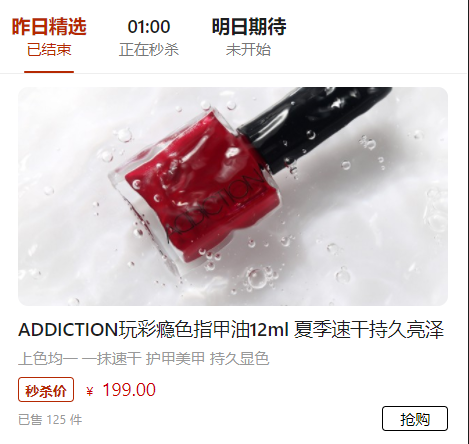 昨日精选 01:00 明日期待
已结束 正在秒杀 未开始
ADDICTION
ADDICTION玩彩瘾色指甲油12ml 夏季速干持久亮泽
上色均一 一抹速干 护甲美甲 持久显色
秒杀价 ¥ 199.00
已售 125 件 抢购